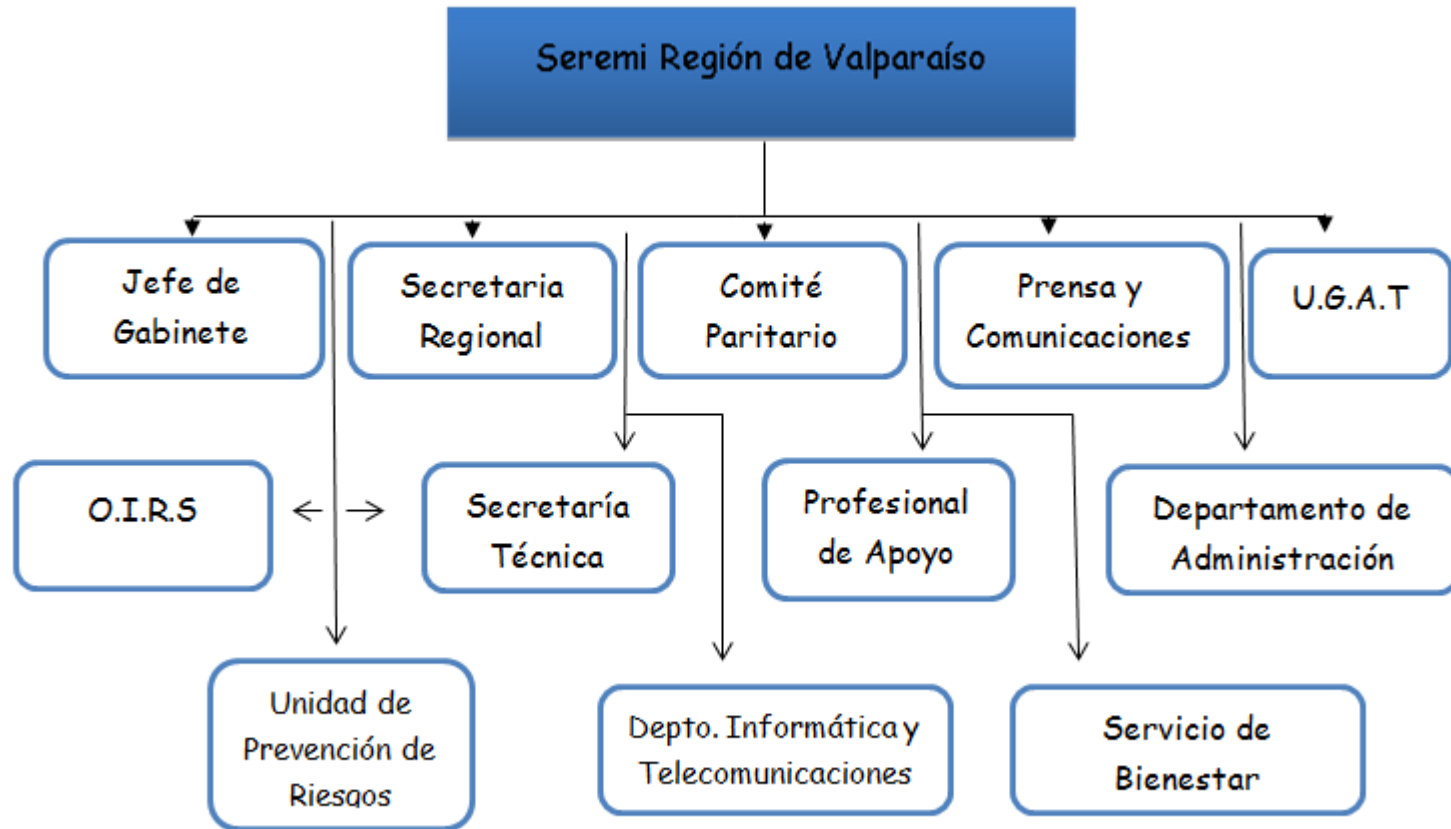 Seremi Región de Valparaíso
Jefe de
Gabinete
Secretaria
Regional
Comité
Paritario
Prensa y
Comunicaciones
U.G.A.T
O.I.R.S
Secretaría
Técnica
Profesional
de Apoyo
Departamento de
Administración
Unidad de
Prevención de
Riesgos
Depto. Informática y
Telecomunicaciones
Servicio de
Bienestar